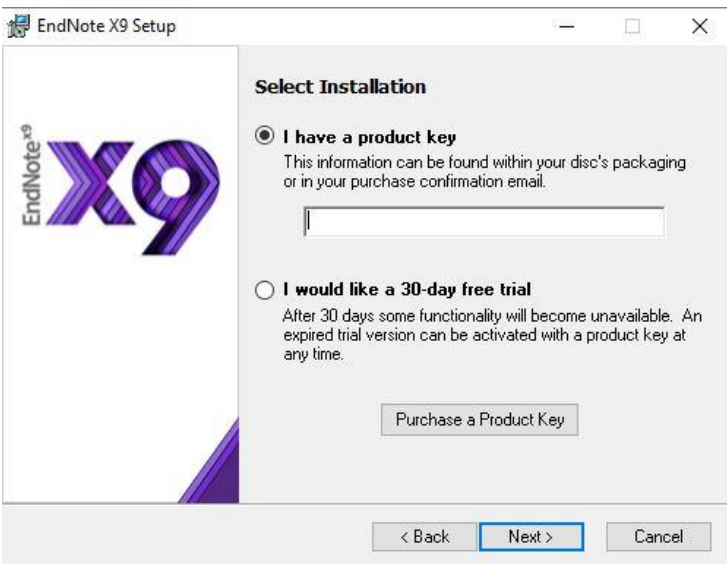 EndNote X9 Setup
Select Installation
I have a product key
This information can be found within your disc's packaging
or in your purchase confirmation email.
I would like a 30-day free trial
After 30 days some functionality will become unavailable. An
expired trial version can be activated with a product key at
any time.
Purchase a Product Key
EndNote X9
X9
< Back
Next >
Cancel